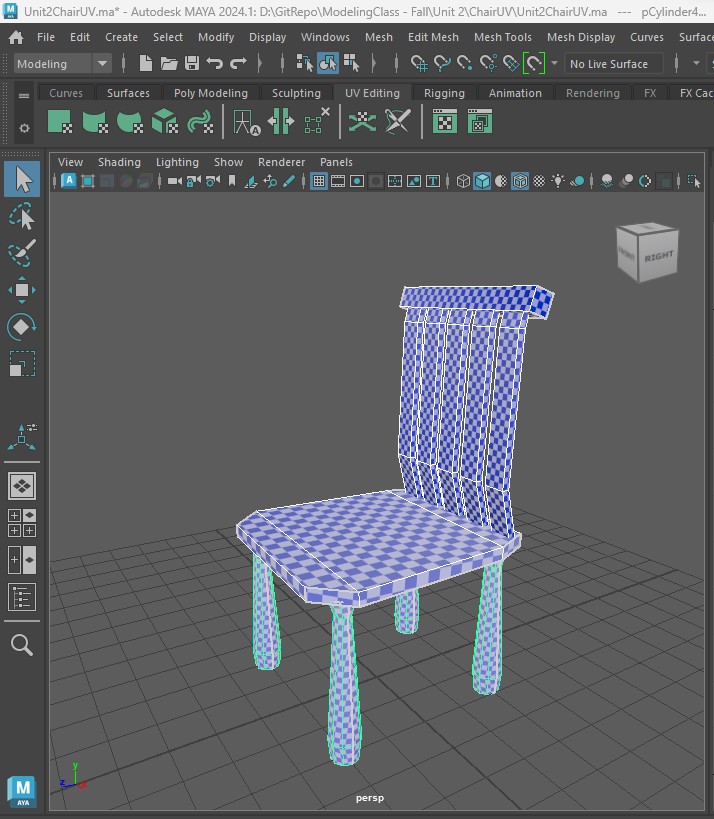 Unit2ChairUV.ma* - Autodesk MAYA 2024.1: D:\GitRepo\ModelingClass - Fall\Unit 2\ChairUV\Unit2ChairUV.ma --- pCylinder4...
File Edit Create Select Modify Display Windows Mesh Edit Mesh Mesh Tools Mesh Display Curves Surface
Modeling No Live Surface
Curves Surfaces Poly Modeling Sculpting UV Editing Rigging Animation Rendering FX FX Cac
View Shading Lighting Show Renderer Panels
RIGHT
y
z
persp
M
AYA